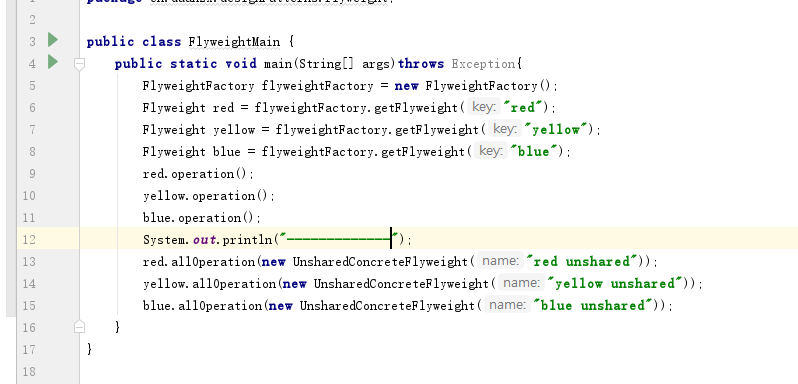 1 package
2
3 public class FlyweightMain {
4 public static void main(String[] args)throws Exception{
5 FlyweightFactory flyweightFactory = new FlyweightFactory();
6 Flyweight red = flyweightFactory.getFlyweight( key: "red");
7 Flyweight yellow = flyweightFactory.getFlyweight( key: "yellow");
8 Flyweight blue = flyweightFactory.getFlyweight( key: "blue");
9 red.operation();
10 yellow.operation();
11 blue.operation();
12 System.out.println("-------------");
13 red.allOperation(new UnsharedConcreteFlyweight( name: "red unshared"));
14 yellow.allOperation(new UnsharedConcreteFlyweight( name: "yellow unshared"));
15 blue.allOperation(new UnsharedConcreteFlyweight( name: "blue unshared"));
16 }
17 }
18